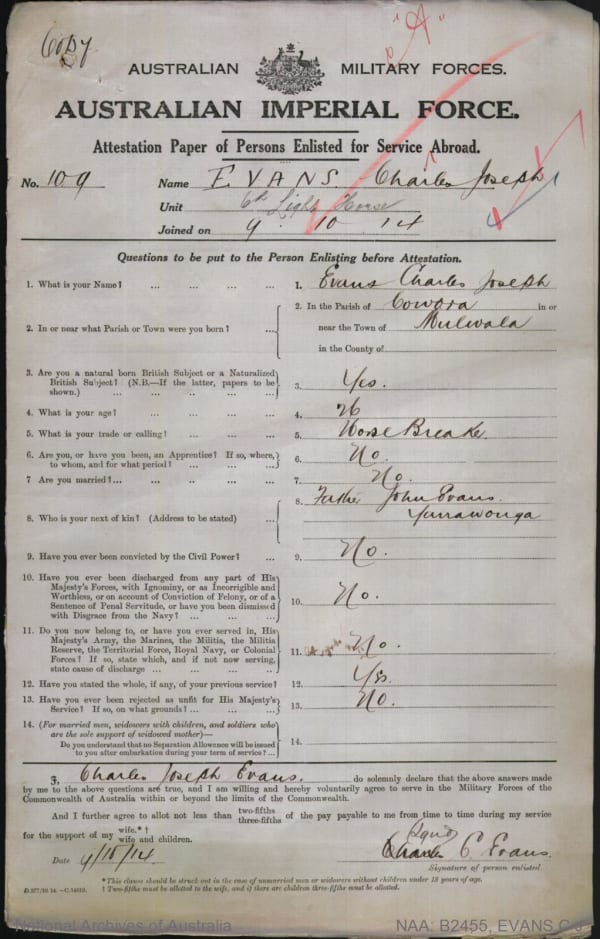 Copy
"A"
AUSTRALIAN MILITARY FORCES.
AUSTRALIAN IMPERIAL FORCE.
Attestation Paper of Persons Enlisted for Service Abroad.
No. 109 Name EVANS Charles Joseph
Unit 6th Light Horse
Joined on 9. 10 14
Questions to be put to the Person Enlisting before Attestation.
1. What is your Name? ... ... ... ... 1. Evans Charles Joseph
2. In or near what Parish or Town were you born? ... 2. In the Parish of Cowora in or
near the Town of Mulwala
in the County of
3. Are you a natural born British Subject or a Naturalized
British Subject? (N.B.—If the latter, papers to be
shown.) ... ... ... ... 3. Yes.
4. What is your age? ... ... ... ... 4.
5. What is your trade or calling? ... ... ... 5. Horse Breaker
6. Are you, or have you been, an Apprentice? If so, where,
to whom, and for what period? ... ... ... 6. No.
7 Are you married?... ... ... ... ... 7. No.
8. Who is your next of kin? (Address to be stated) ... 8. Father John Evans.
Yarrawonga
9. Have you ever been convicted by the Civil Power? ... 9. No.
10. Have you ever been discharged from any part of His
Majesty's Forces, with Ignominy, or as Incorrigible and
Worthless, or on account of Conviction of Felony, or of a
Sentence of Penal Servitude, or have you been dismissed
with Disgrace from the Navy? ... ... ... 10. No.
11. Do you now belong to, or have you ever served in, His
Majesty's Army, the Marines, the Militia, the Militia
Reserve, the Territorial Force, Royal Navy, or Colonial
Forces? If so, state which, and if not now serving,
state cause of discharge ... ... ... ... 11. No.
12. Have you stated the whole, if any, of your previous service? 12. Yes.
13. Have you ever been rejected as unfit for His Majesty's
Service? If so, on what grounds? ... ... ... 13. No.
14. (For married men, widowers with children, and soldiers who
are the sole support of widowed mother)—
Do you understand that no Separation Allowance will be issued
to you after embarkation during your term of service? ... 14.
I, Charles Joseph Evans. do solemnly declare that the above answers made
by me to the above questions are true, and I am willing and hereby voluntarily agree to serve in the Military Forces of the
Commonwealth of Australia within or beyond the limits of the Commonwealth.
And I further agree to allot not less than two-fifths
three-fifths of the pay payable to me from time to time during my service
for the support of my wife.*†
wife and children.
(Sgnd)
Date 9/10/14 Charles C Evans.
Signature of person enlisted.
*This clause should be struck out in the case of unmarried men or widowers without children under 18 years of age.
D.377/10.14.—C.14019. † Two-fifths must be allotted to the wife, and if there are children three-fifths must be allotted.
National Archives of Australia NAA: B2455, EVANS C J